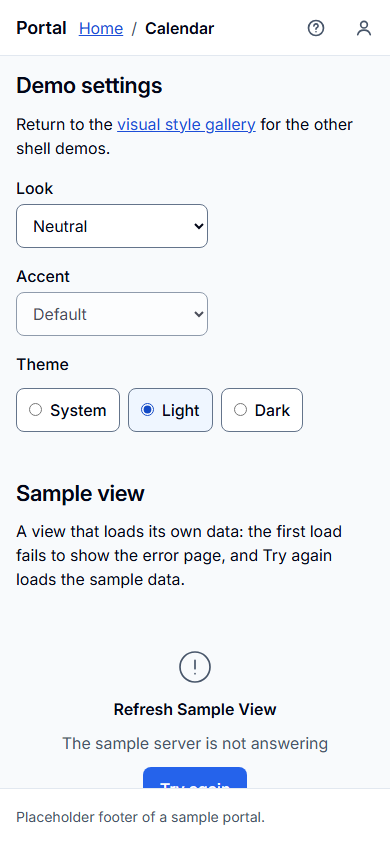 Portal Home / Calendar
Demo settings
Return to the visual style gallery for the other
shell demos.
Look
Neutral
Accent
Default
Theme
System Light Dark
Sample view
A view that loads its own data: the first load
fails to show the error page, and Try again
loads the sample data.
Refresh Sample View
The sample server is not answering
Try again
Placeholder footer of a sample portal.